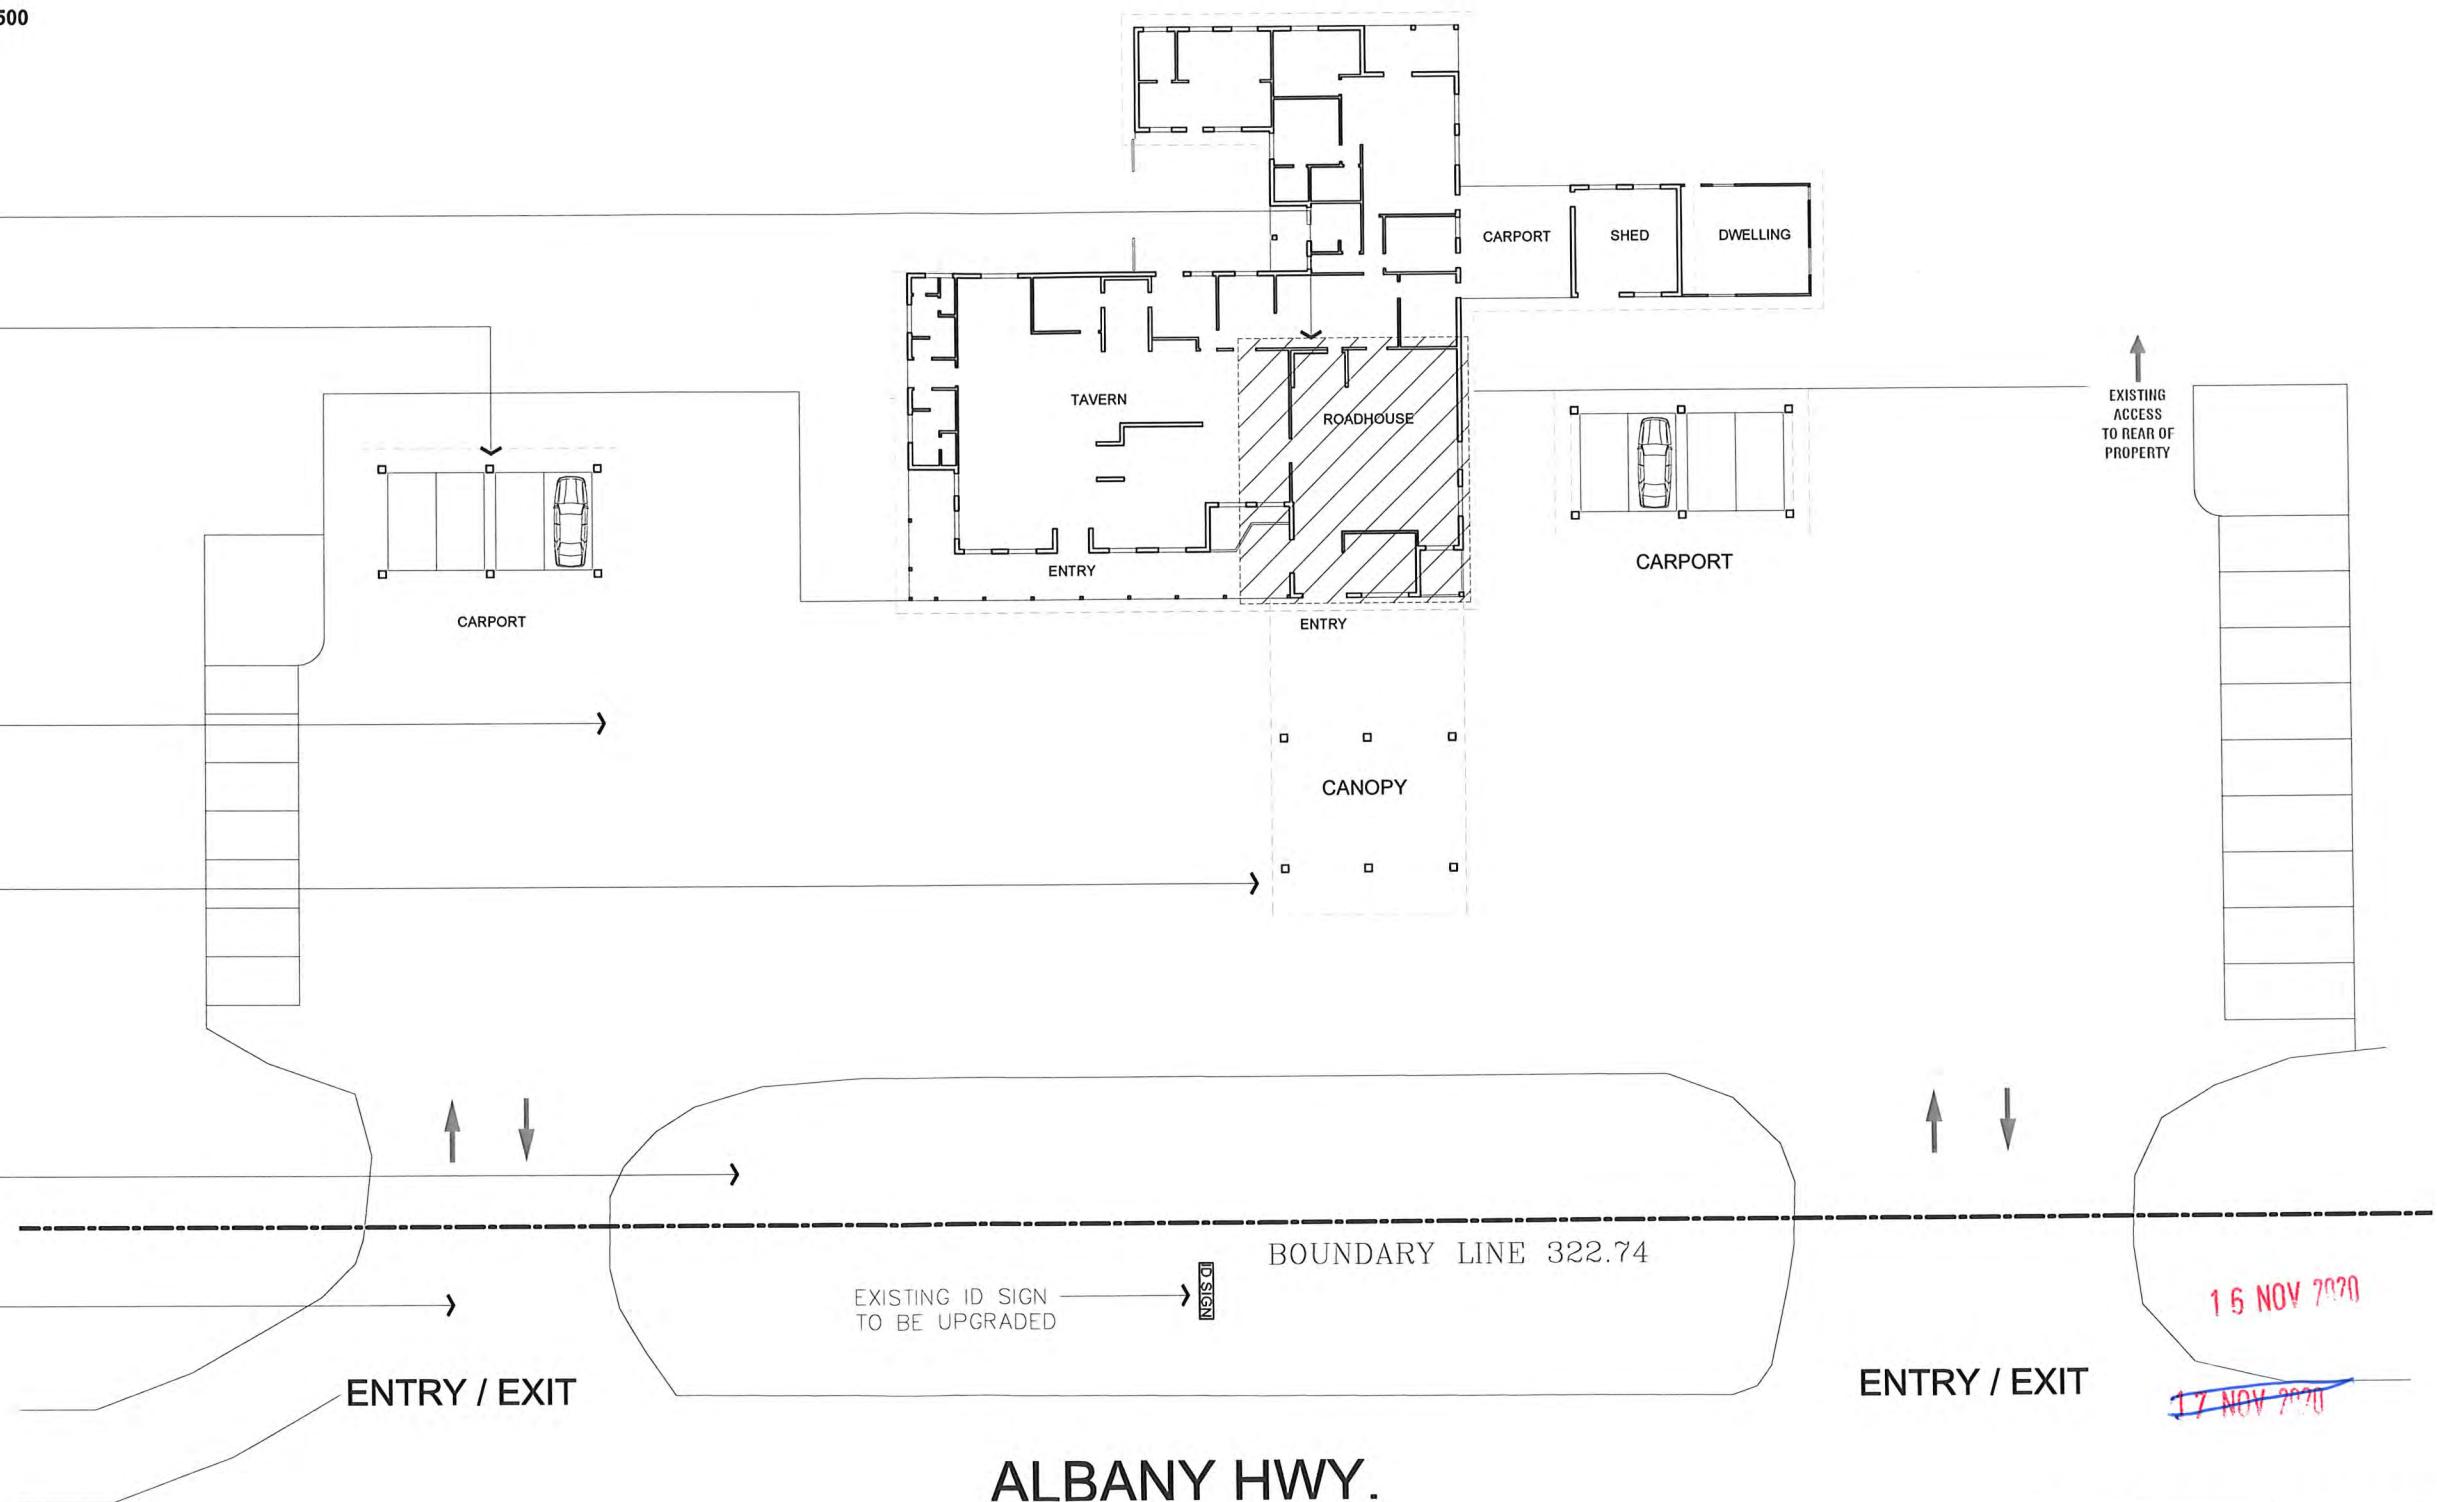 500
CARPORT
SHED
DWELLING
TAVERN
ROADHOUSE
EXISTING
ACCESS
TO REAR OF
PROPERTY
CARPORT
ENTRY
CARPORT
ENTRY
CANOPY
BOUNDARY LINE 322.74
ID SIGN
EXISTING ID SIGN
TO BE UPGRADED
16 NOV 2020
ENTRY / EXIT
ENTRY / EXIT
17 NOV 2020
ALBANY HWY.